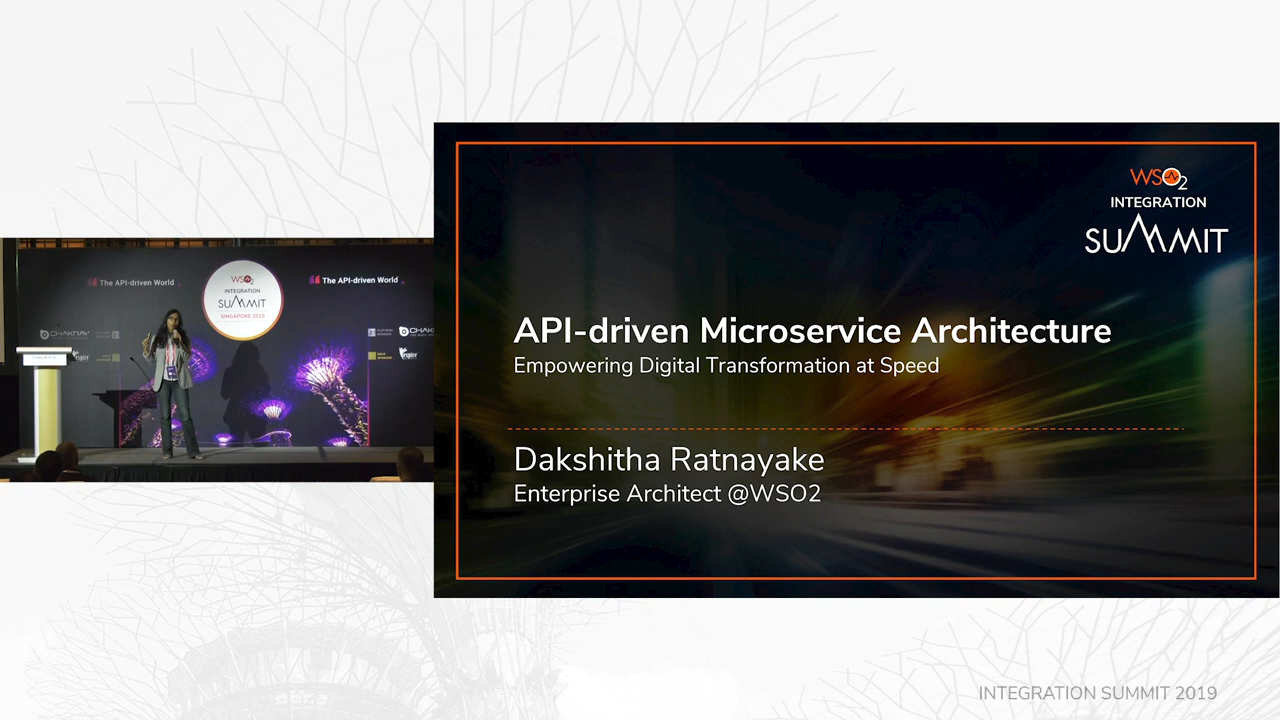 WSO2
INTEGRATION
SUMMIT
API-driven Microservice Architecture
Empowering Digital Transformation at Speed
Dakshitha Ratnayake
Enterprise Architect @WSO2
The API-driven World
WSO2
INTEGRATION
SUMMIT
SINGAPORE 2019
The API-driven World
INTEGRATION SUMMIT 2019